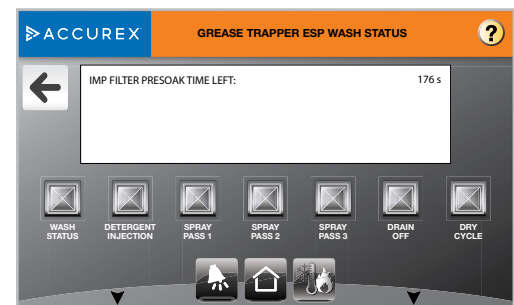 ACCUREX
GREASE TRAPPER ESP WASH STATUS
?
IMP FILTER PRESOAK TIME LEFT: 176 s
WASH
STATUS
DETERGENT
INJECTION
SPRAY
PASS 1
SPRAY
PASS 2
SPRAY
PASS 3
DRAIN
OFF
DRY
CYCLE